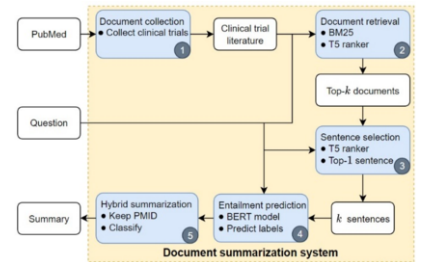 PubMed
Document collection
● Collect clinical trials
1
Clinical trial
literature
Document retrieval
● BM25
● T5 ranker
2
Top-k documents
Question
Sentence selection
● T5 ranker
● Top-1 sentence
3
Summary
Hybrid summarization
● Keep PMID
● Classify
5
Entailment prediction
● BERT model
● Predict labels
4
k sentences
Document summarization system